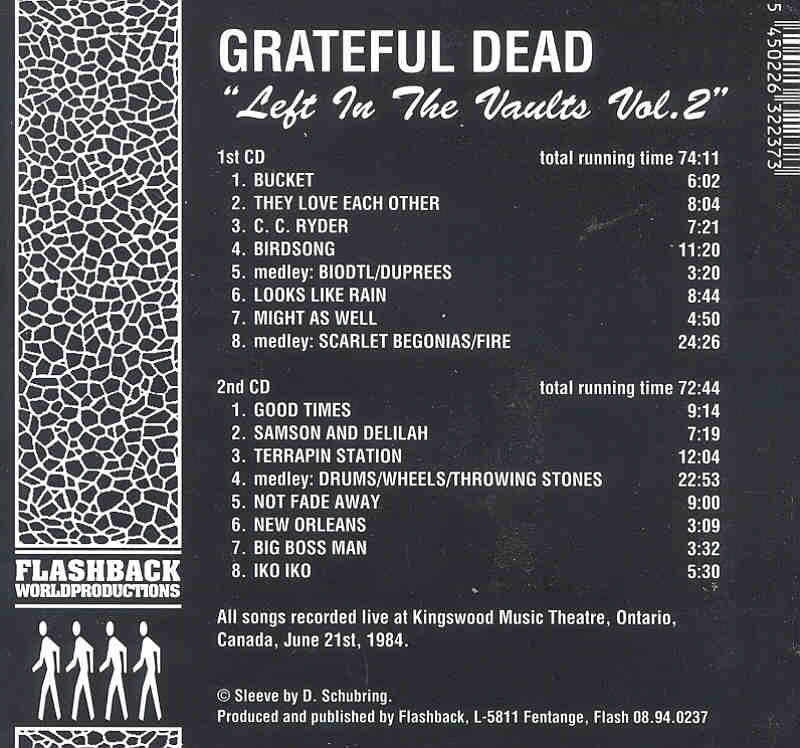 GRATEFUL DEAD
"Left In The Vaults Vol.2"
1st CD total running time 74:11
1. BUCKET 6:02
2. THEY LOVE EACH OTHER 8:04
3. C. C. RYDER 7:21
4. BIRDSONG 11:20
5. medley: BIODTL/DUPREES 3:20
6. LOOKS LIKE RAIN 8:44
7. MIGHT AS WELL 4:50
8. medley: SCARLET BEGONIAS/FIRE 24:26
2nd CD total running time 72:44
1. GOOD TIMES 9:14
2. SAMSON AND DELILAH 7:19
3. TERRAPIN STATION 12:04
4. medley: DRUMS/WHEELS/THROWING STONES 22:53
5. NOT FADE AWAY 9:00
6. NEW ORLEANS 3:09
7. BIG BOSS MAN 3:32
8. IKO IKO 5:30
All songs recorded live at Kingswood Music Theatre, Ontario,
Canada, June 21st, 1984.
© Sleeve by D. Schubring.
Produced and published by Flashback, L-5811 Fentange, Flash 08.94.0237
FLASHBACK
WORLDPRODUCTIONS
5 450226 322373